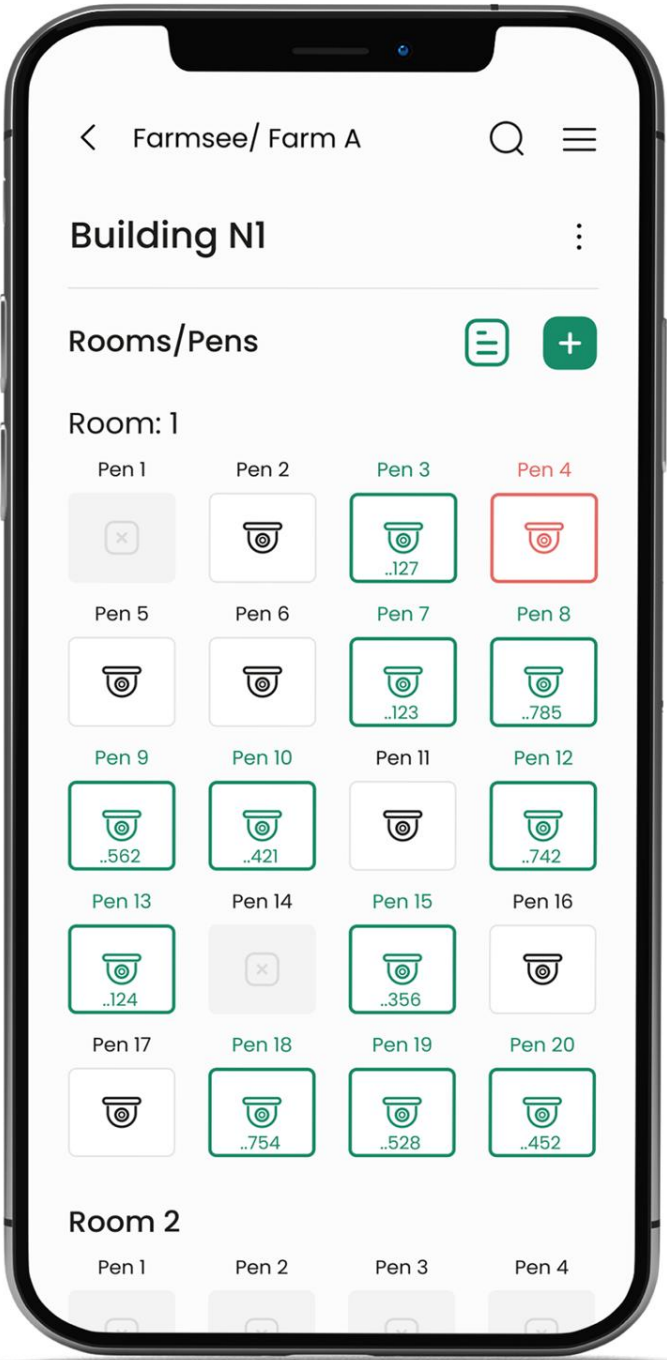 Farmsee/ Farm A
Building N1
Rooms/Pens
Room: 1
Pen 1 Pen 2 Pen 3 Pen 4
..127
Pen 5 Pen 6 Pen 7 Pen 8
..123 ..785
Pen 9 Pen 10 Pen 11 Pen 12
..562 ..421 ..742
Pen 13 Pen 14 Pen 15 Pen 16
..124 ..356
Pen 17 Pen 18 Pen 19 Pen 20
..754 ..528 ..452
Room 2
Pen 1 Pen 2 Pen 3 Pen 4